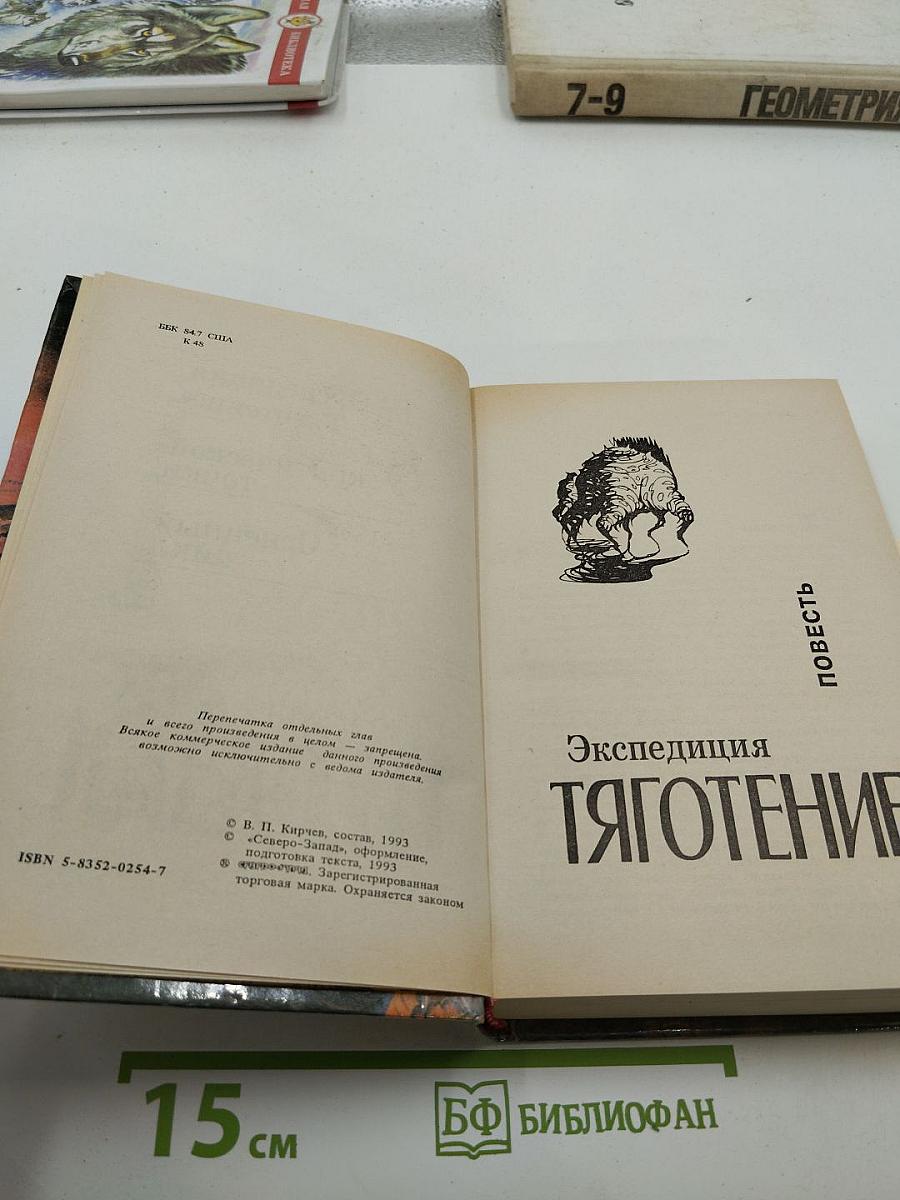 БИБЛИОТЕКА
7-9 ГЕОМЕТРИЯ
ББК 84.7 США
К 48
Перепечатка отдельных глав
и всего произведения в целом — запрещена.
Всякое коммерческое издание данного произведения
возможно исключительно с ведома издателя.
© В. П. Кирчев, состав, 1993
© «Северо-Запад», оформление,
подготовка текста, 1993
. Зарегистрированная
торговая марка. Охраняется законом
ISBN 5-8352-0254-7
ПОВЕСТЬ
Экспедиция
ТЯГОТЕНИЕ
15 см
БФ БИБЛИОФАН